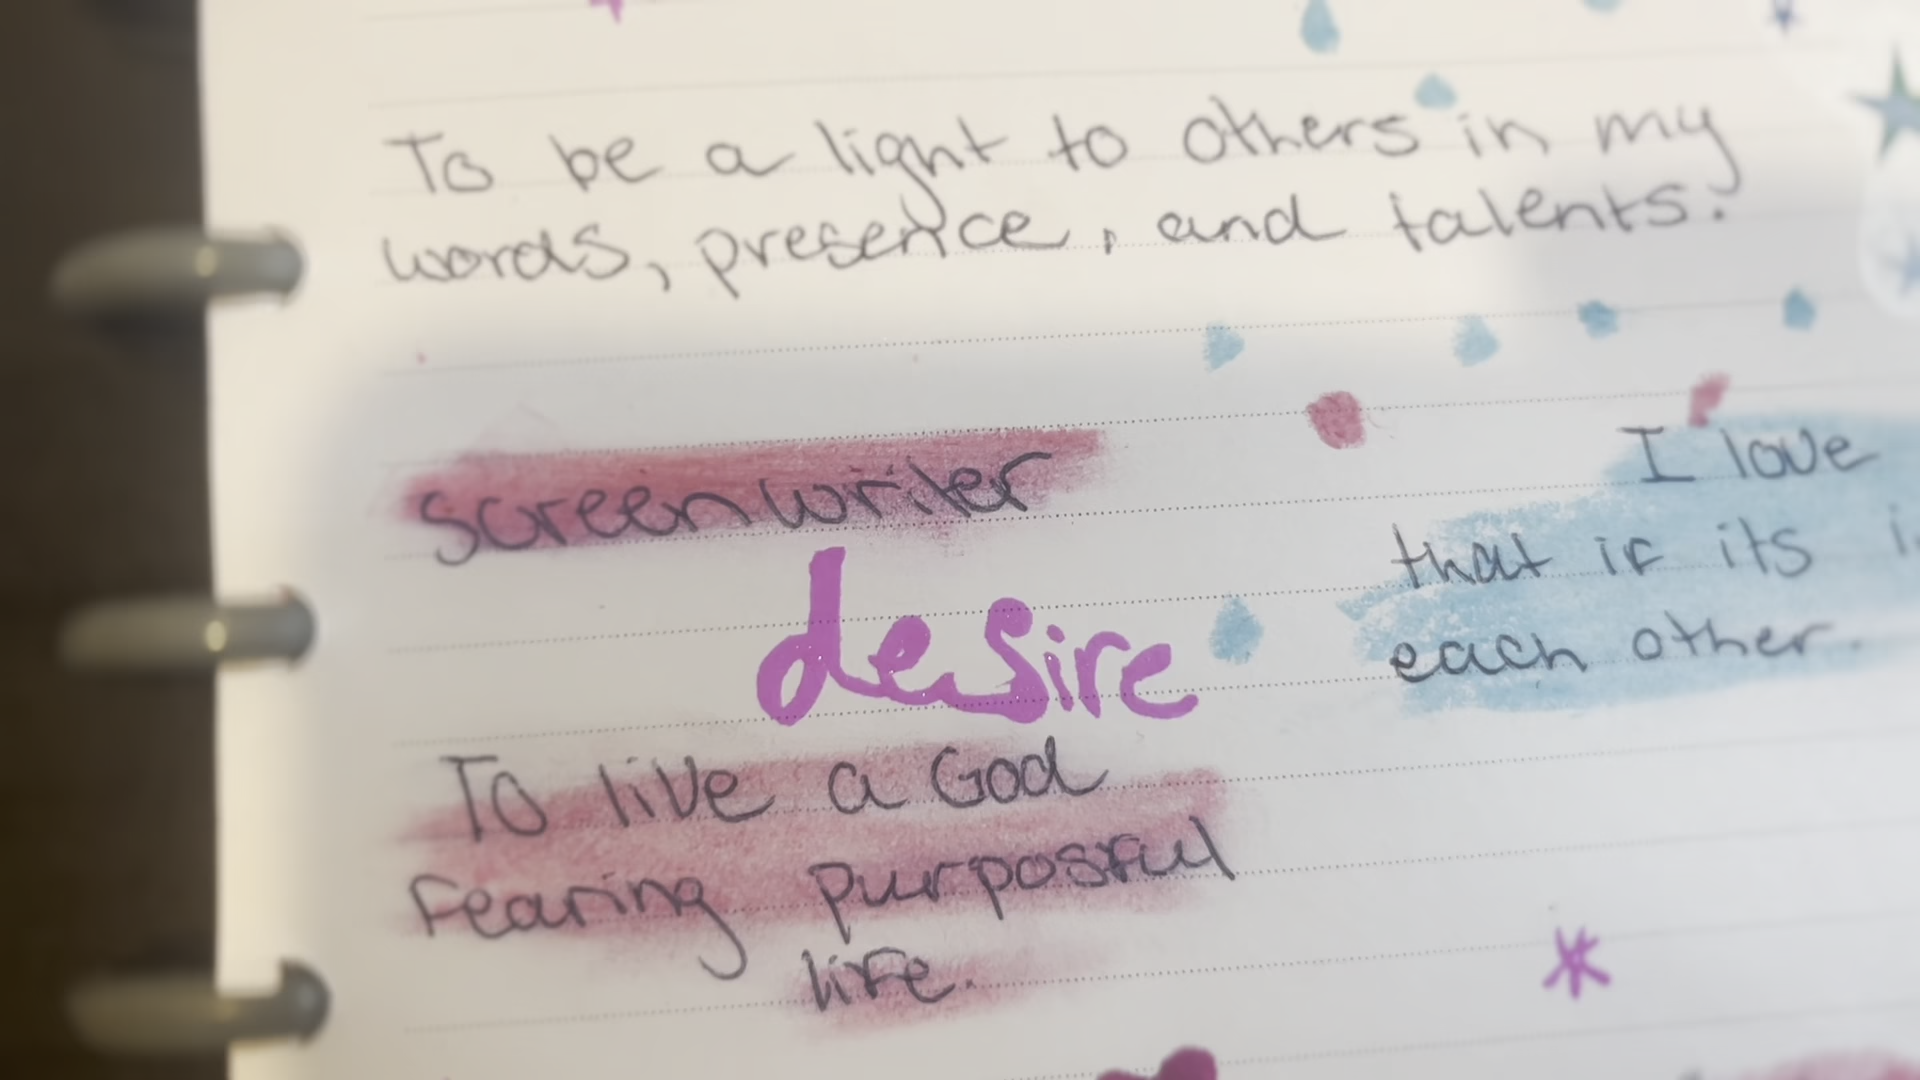 To be a light to others in my
words, presence, and talents.
screenwriter
desire
I love
that if its
each other.
To live a God
Fearing purposful
life.